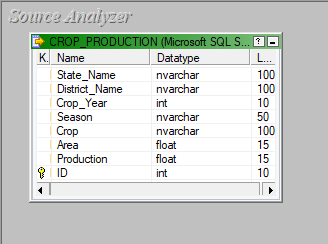 Source Analyzer
CROP_PRODUCTION (Microsoft SQL S...
K. Name Datatype L...
State_Name nvarchar 100
District_Name nvarchar 100
Crop_Year int 10
Season nvarchar 50
Crop nvarchar 100
Area float 15
Production float 15
ID int 10